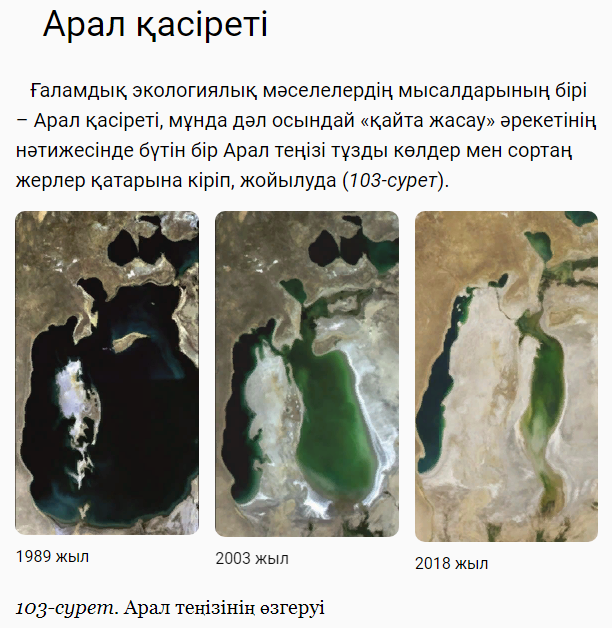 Арал қасіреті
Ғаламдық экологиялық мәселелердің мысалдарының бірі
– Арал қасіреті, мұнда дәл осындай «қайта жасау» әрекетінің
нәтижесінде бүтін бір Арал теңізі тұзды көлдер мен сортаң
жерлер қатарына кіріп, жойылуда (103-сурет).
1989 жыл
2003 жыл
2018 жыл
103-сурет. Арал теңізінің өзгеруі